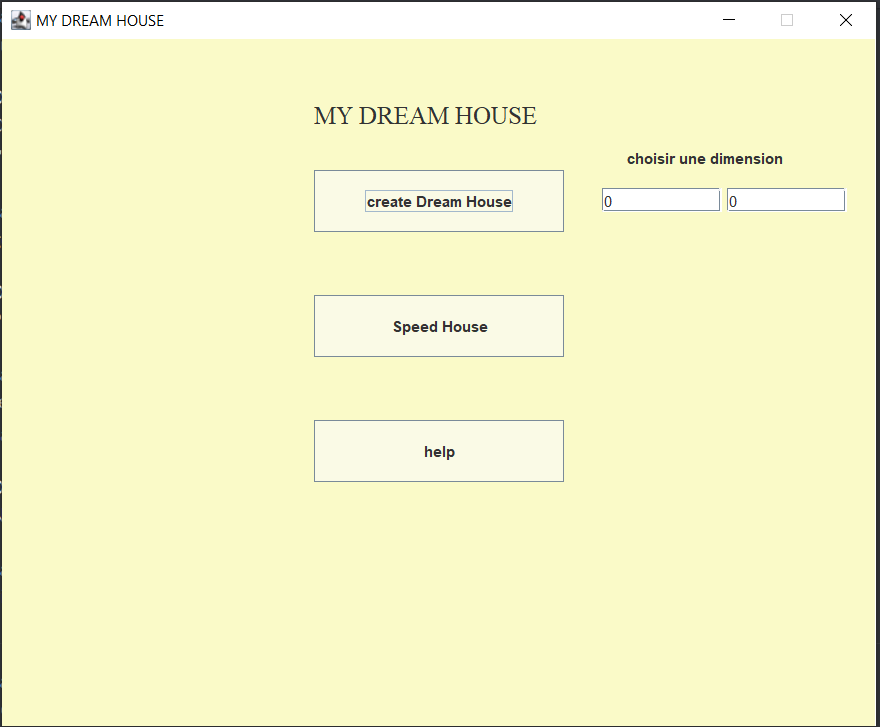 MY DREAM HOUSE
MY DREAM HOUSE
choisir une dimension
create Dream House
0
0
Speed House
help